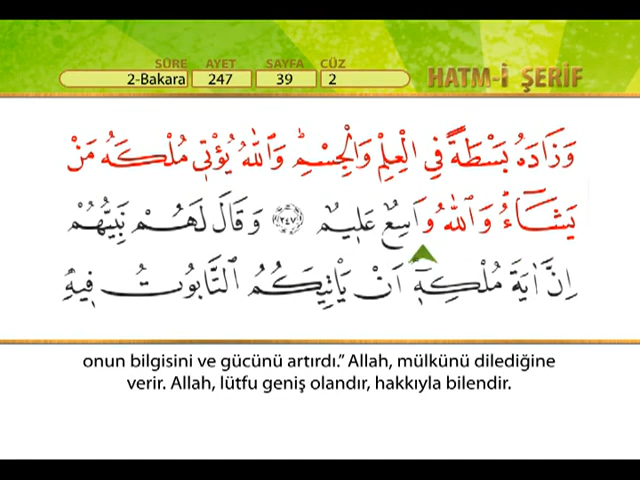 SÛRE AYET SAYFA CÜZ
2-Bakara 247 39 2
HATM-İ ŞERİF
وَزَادَهُ بَسْطَةً فِي الْعِلْمِ وَالْجِسْمِ وَاللّٰهُ يُؤْت۪ي مُلْكَهُ مَنْ
يَشَٓاءُ وَاللّٰهُ وَاسِعٌ عَل۪يمٌ ﴿٢٤٧﴾ وَقَالَ لَهُمْ نَبِيُّهُمْ
اِنَّ اٰيَةَ مُلْكِه۪ٓ اَنْ يَأْتِيَكُمُ التَّابُوتُ ف۪يهِ
onun bilgisini ve gücünü artırdı.” Allah, mülkünü dilediğine
verir. Allah, lütfu geniş olandır, hakkıyla bilendir.